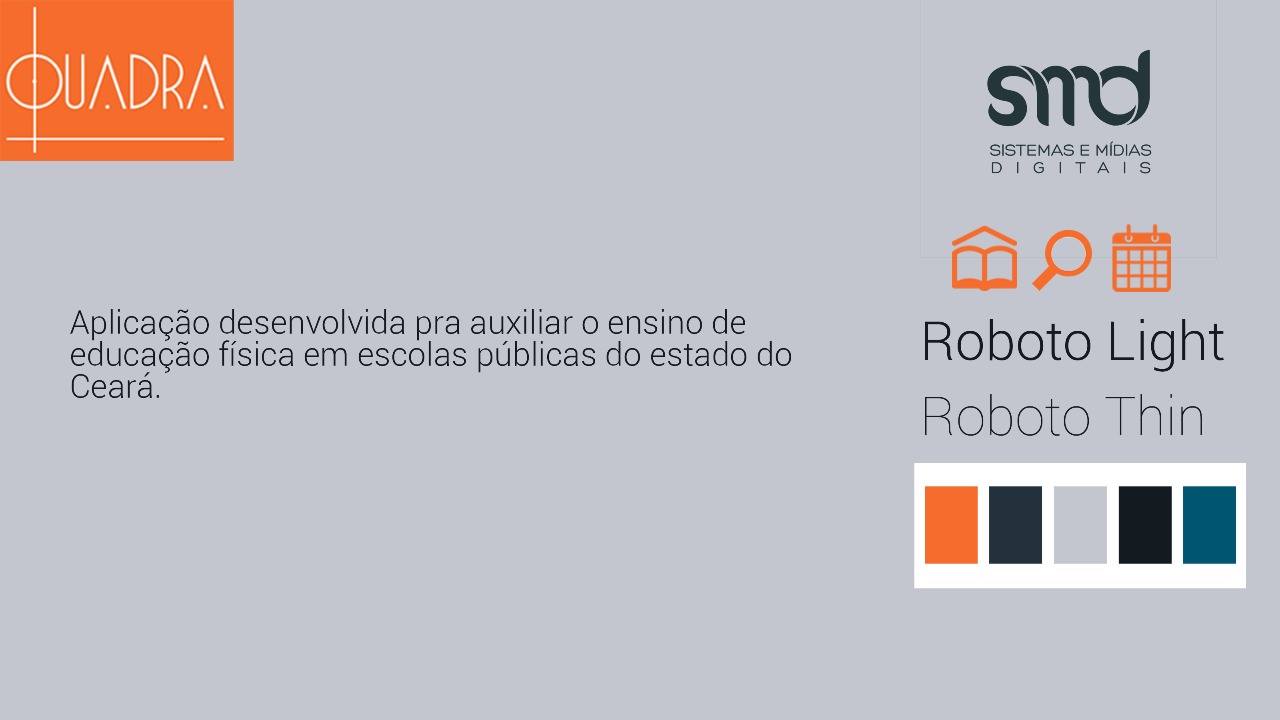 QUADRA
smd
SISTEMAS E MÍDIAS
DIGITAIS
Aplicação desenvolvida pra auxiliar o ensino de
educação física em escolas públicas do estado do
Ceará.
Roboto Light
Roboto Thin